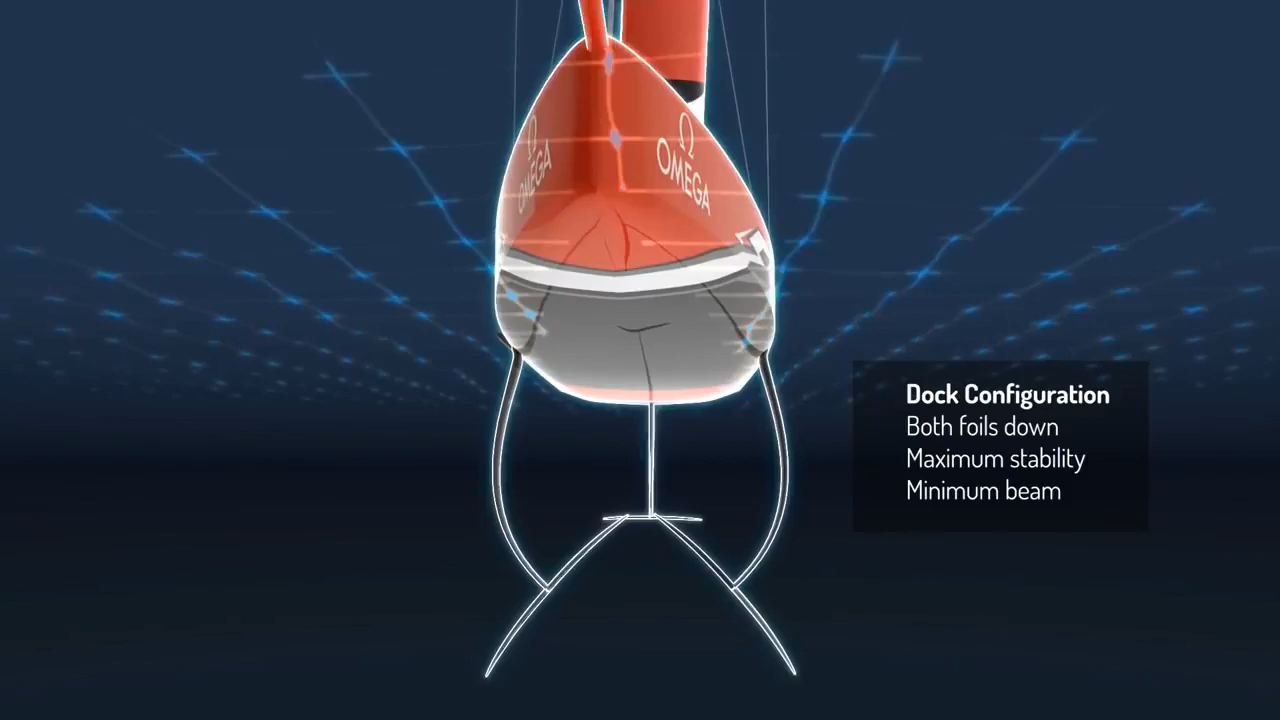 Ω
OMEGA
Ω
OMEGA
Dock Configuration
Both foils down
Maximum stability
Minimum beam